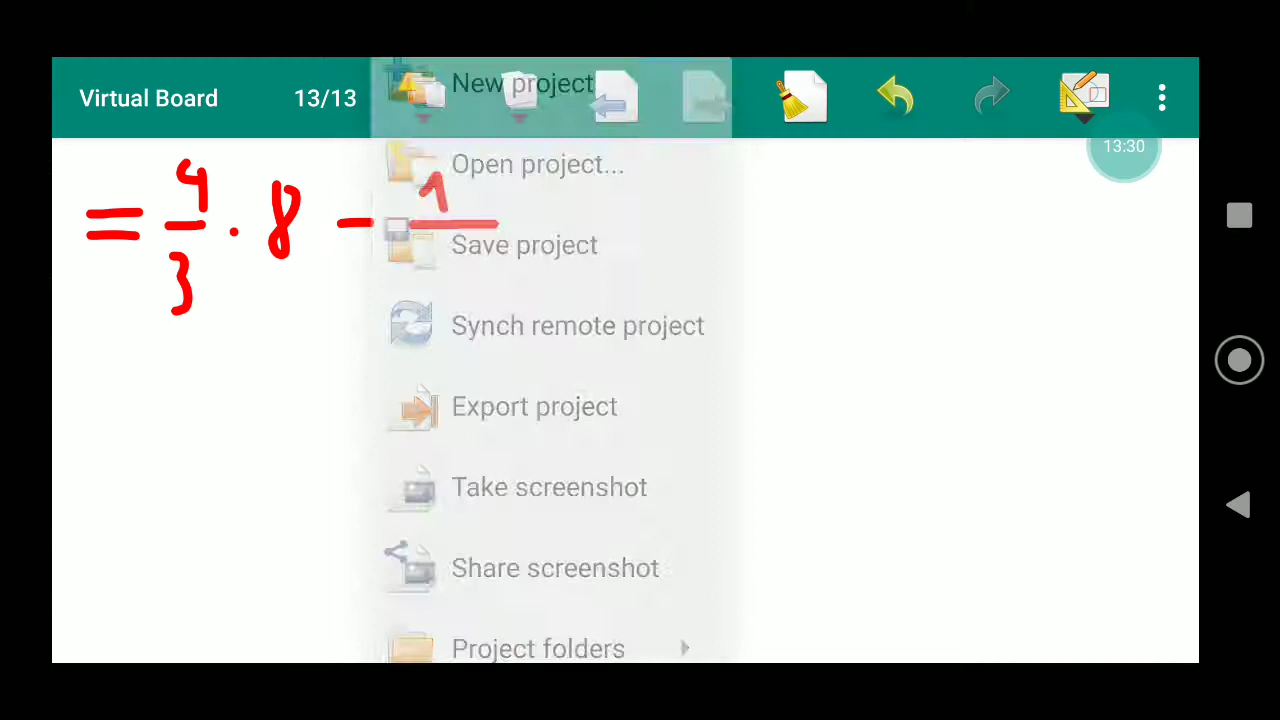 Virtual Board 13/13
New project
Open project...
13:30
= 4/3 · 8 - 1
Save project
Synch remote project
Export project
Take screenshot
Share screenshot
Project folders